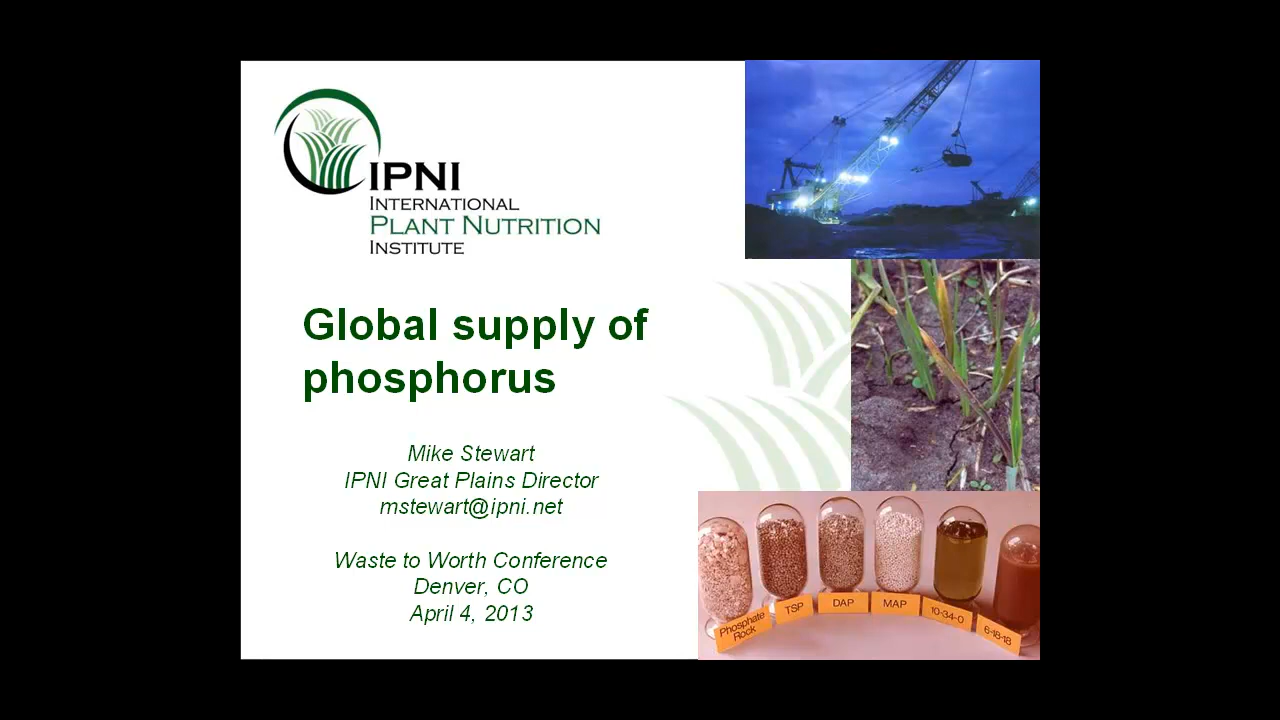 IPNI
INTERNATIONAL
PLANT NUTRITION
INSTITUTE
Global supply of
phosphorus
Mike Stewart
IPNI Great Plains Director
mstewart@ipni.net
Waste to Worth Conference
Denver, CO
April 4, 2013
Phosphate
Rock
TSP
DAP
MAP
10-34-0
6-18-18